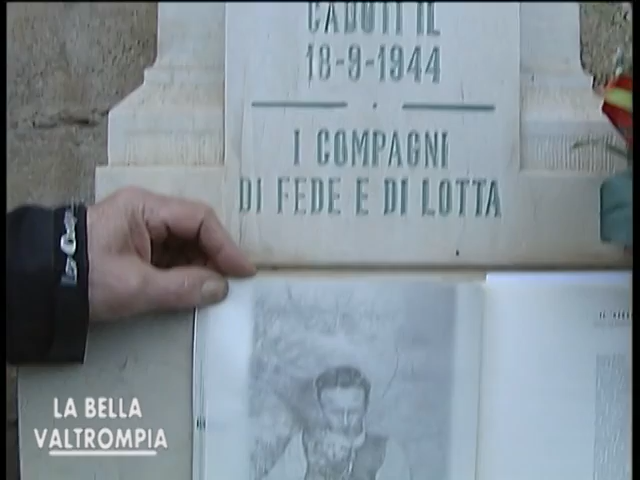 CADUTI IL
18-9-1944
I COMPAGNI
DI FEDE E DI LOTTA
LA BELLA
VALTROMPIA